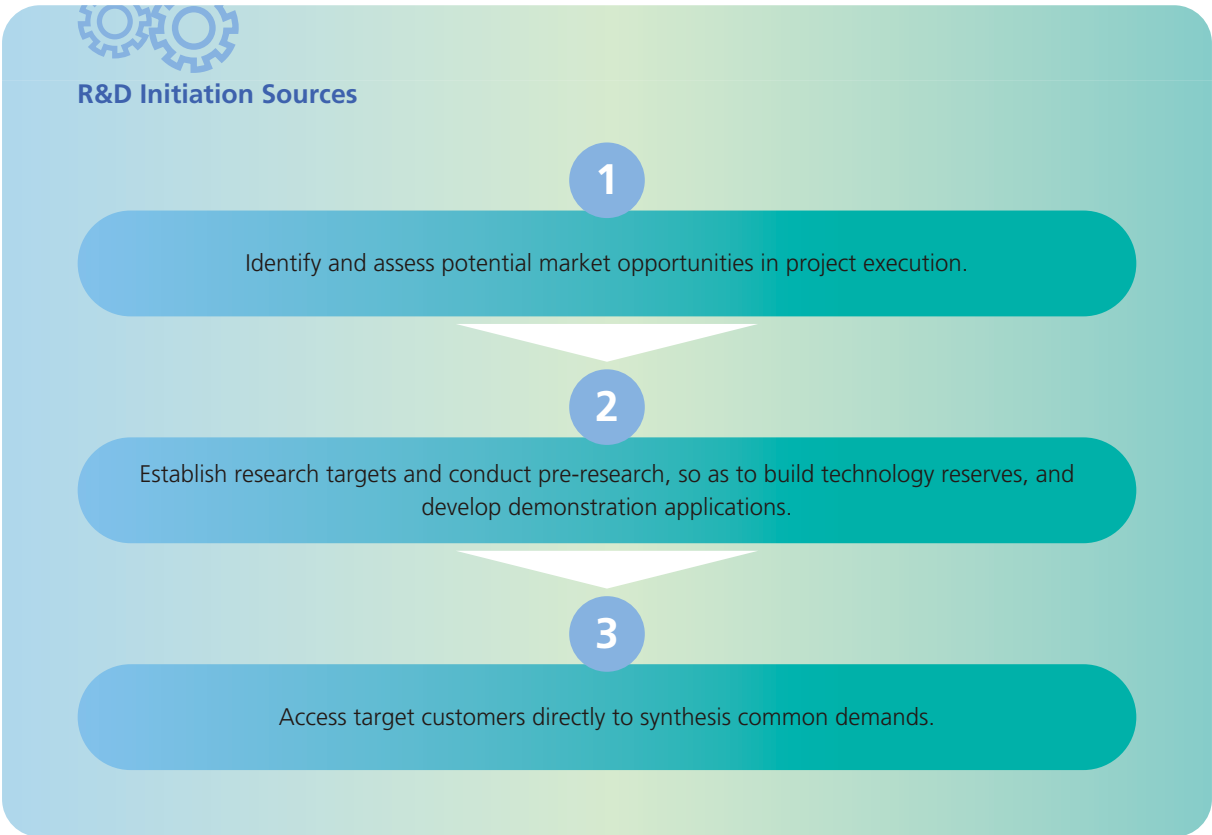 R&D Initiation Sources
1
Identify and assess potential market opportunities in project execution.
2
Establish research targets and conduct pre-research, so as to build technology reserves, and
develop demonstration applications.
3
Access target customers directly to synthesis common demands.